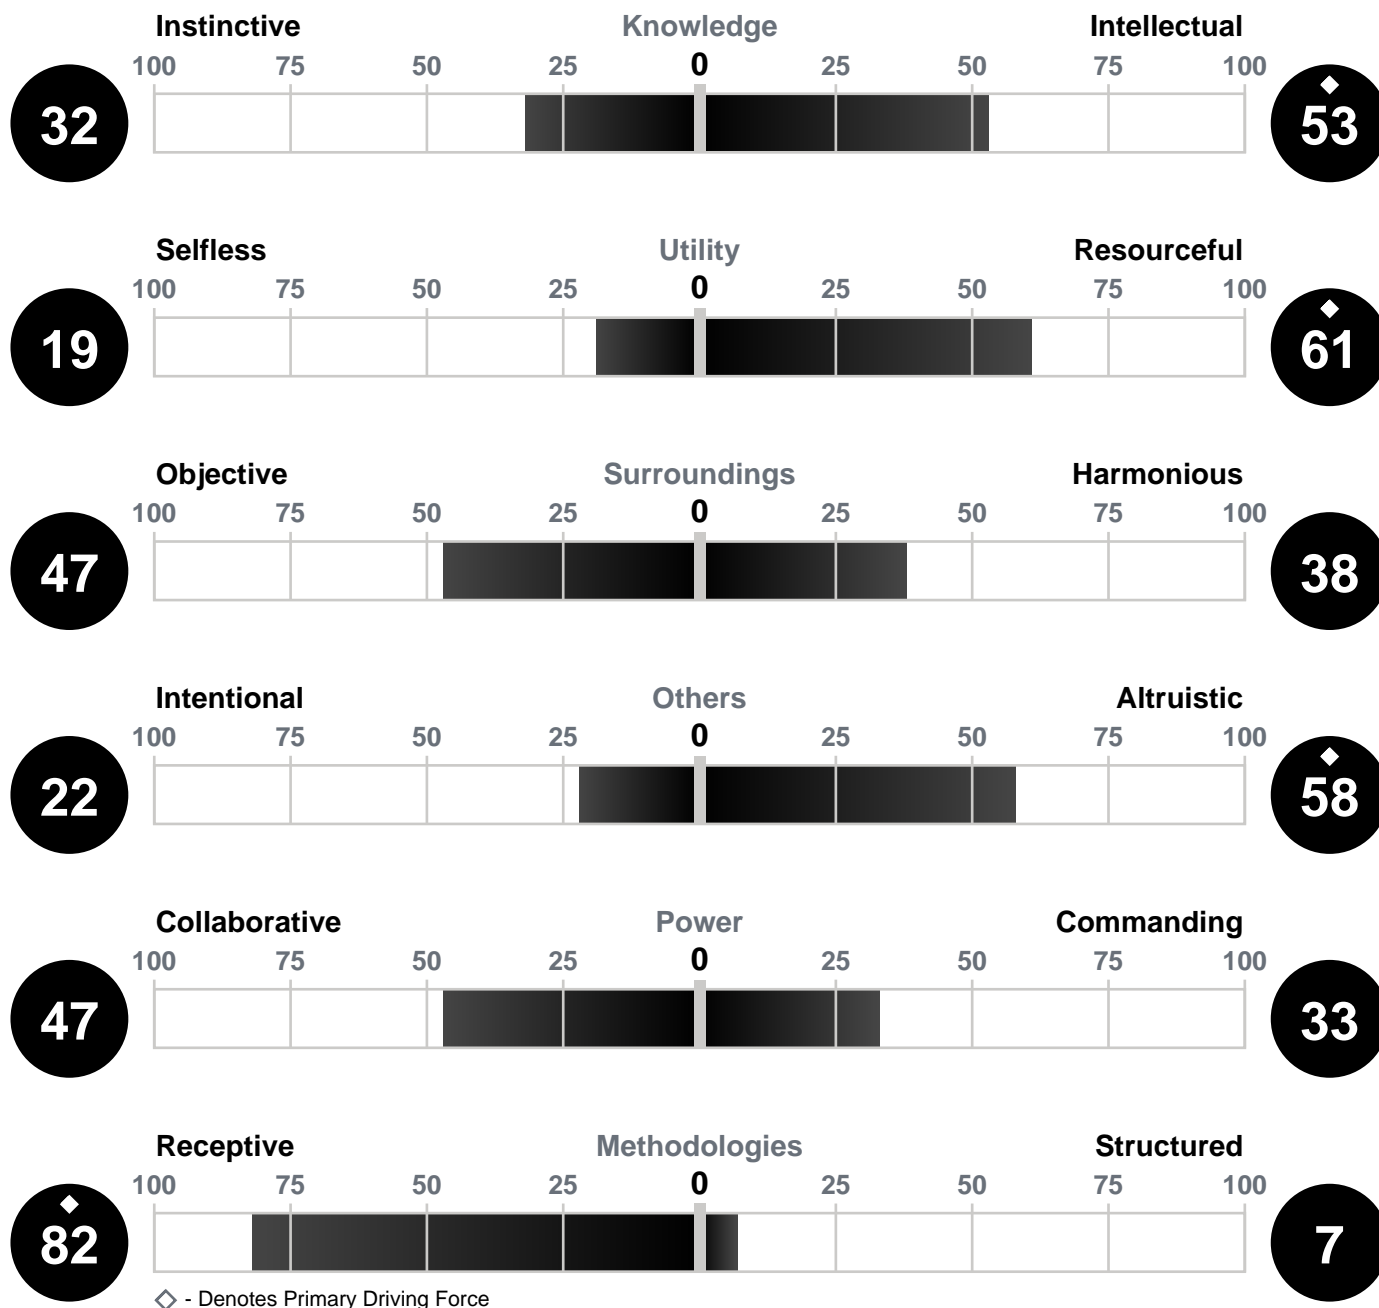 Instinctive Knowledge Intellectual
100 75 50 25 0 25 50 75 100
32 53
Selfless Utility Resourceful
100 75 50 25 0 25 50 75 100
19 61
Objective Surroundings Harmonious
100 75 50 25 0 25 50 75 100
47 38
Intentional Others Altruistic
100 75 50 25 0 25 50 75 100
22 58
Collaborative Power Commanding
100 75 50 25 0 25 50 75 100
47 33
Receptive Methodologies Structured
100 75 50 25 0 25 50 75 100
82 7
- Denotes Primary Driving Force